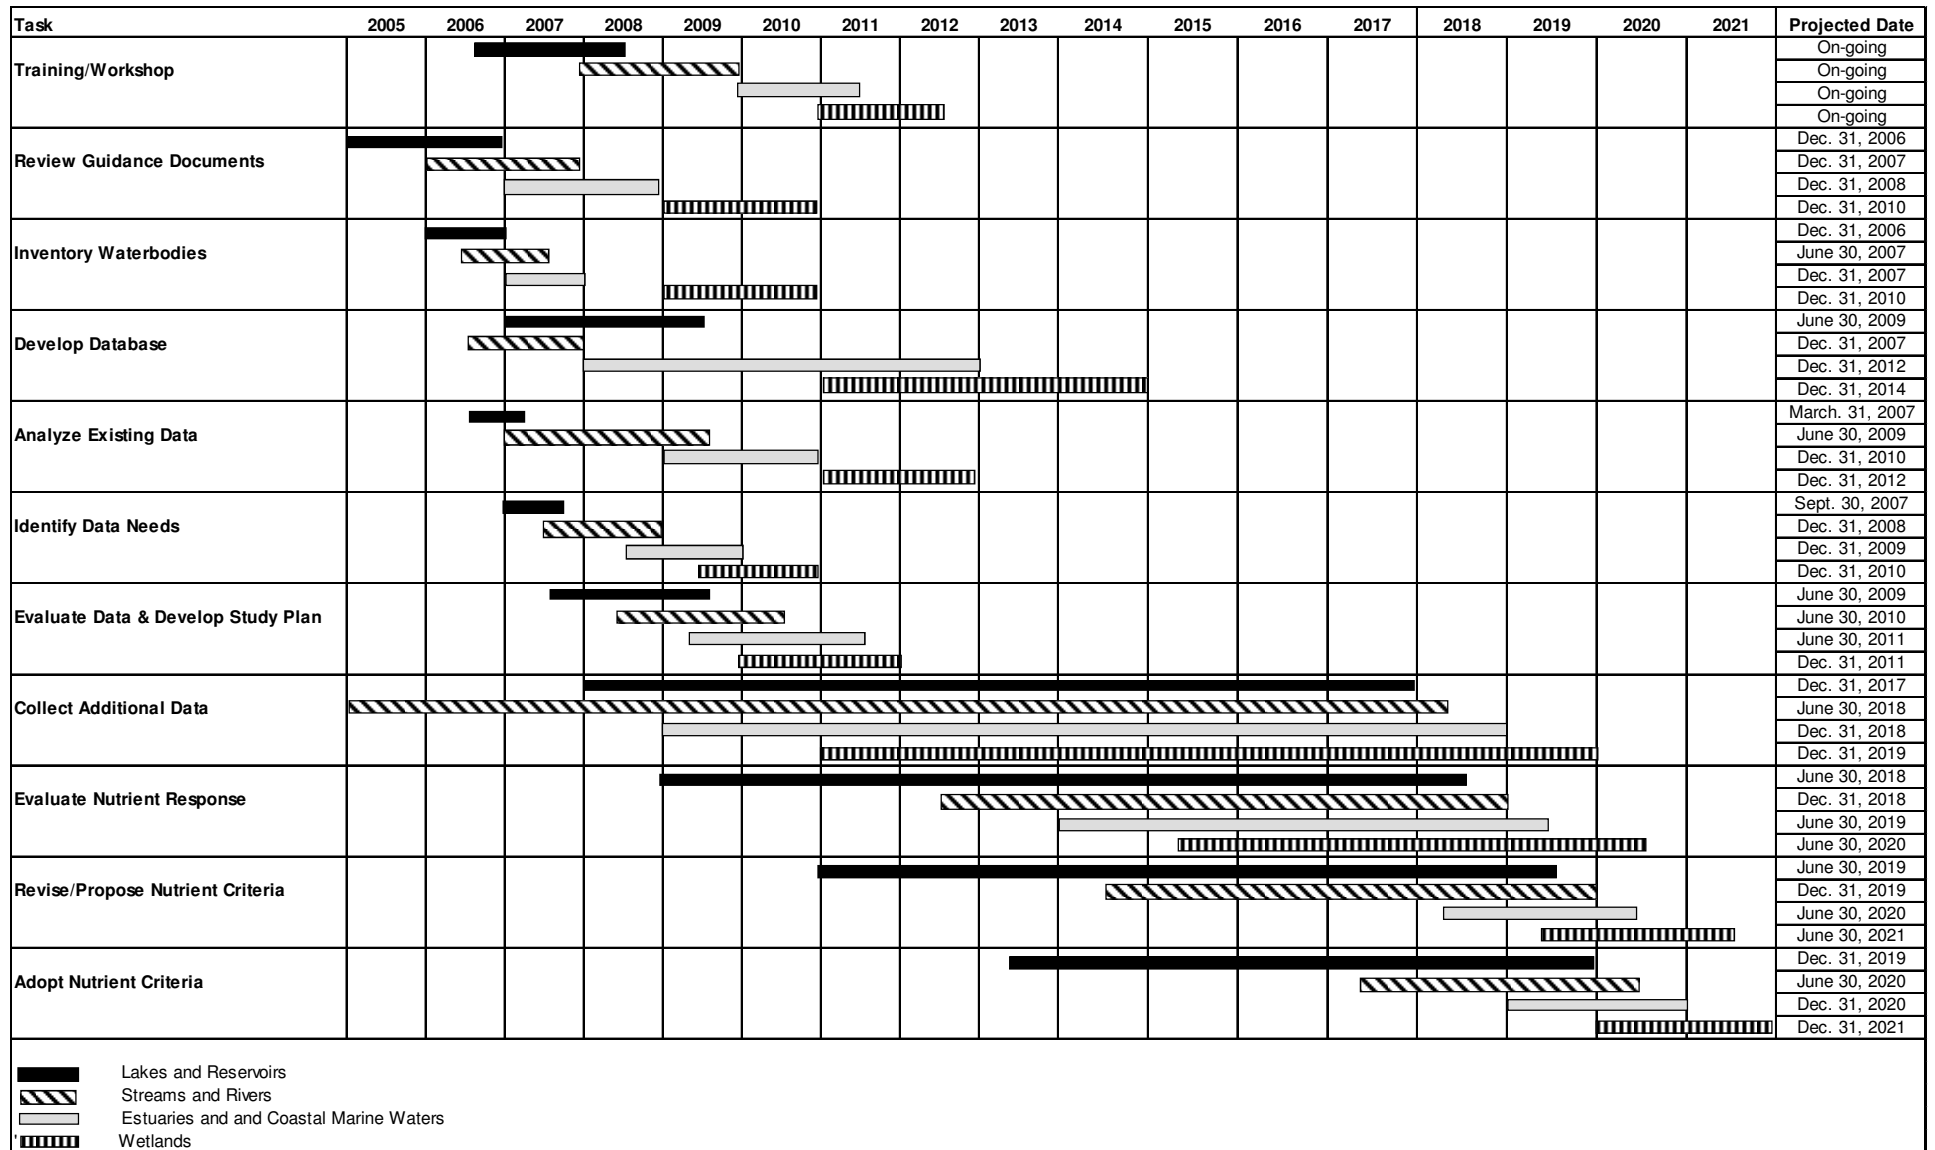 Task 2005 2006 2007 2008 2009 2010 2011 2012 2013 2014 2015 2016 2017 2018 2019 2020 2021 Projected Date
On-going
Training/Workshop On-going
On-going
On-going
Dec. 31, 2006
Review Guidance Documents Dec. 31, 2007
Dec. 31, 2008
Dec. 31, 2010
Dec. 31, 2006
Inventory Waterbodies June 30, 2007
Dec. 31, 2007
Dec. 31, 2010
June 30, 2009
Develop Database Dec. 31, 2007
Dec. 31, 2012
Dec. 31, 2014
March. 31, 2007
Analyze Existing Data June 30, 2009
Dec. 31, 2010
Dec. 31, 2012
Sept. 30, 2007
Identify Data Needs Dec. 31, 2008
Dec. 31, 2009
Dec. 31, 2010
June 30, 2009
Evaluate Data & Develop Study Plan June 30, 2010
June 30, 2011
Dec. 31, 2011
Dec. 31, 2017
Collect Additional Data June 30, 2018
Dec. 31, 2018
Dec. 31, 2019
June 30, 2018
Evaluate Nutrient Response Dec. 31, 2018
June 30, 2019
June 30, 2020
June 30, 2019
Revise/Propose Nutrient Criteria Dec. 31, 2019
June 30, 2020
June 30, 2021
Dec. 31, 2019
Adopt Nutrient Criteria June 30, 2020
Dec. 31, 2020
Dec. 31, 2021
Lakes and Reservoirs
Streams and Rivers
Estuaries and and Coastal Marine Waters
' Wetlands